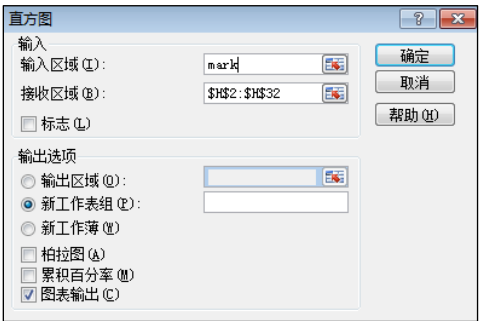 直方图
输入
输入区域(I): mark 确定
接收区域(B): $H$2:$H$32 取消
标志(L) 帮助(H)
输出选项
输出区域(O):
新工作表组(P):
新工作薄(W)
柏拉图(A)
累积百分率(M)
图表输出(C)